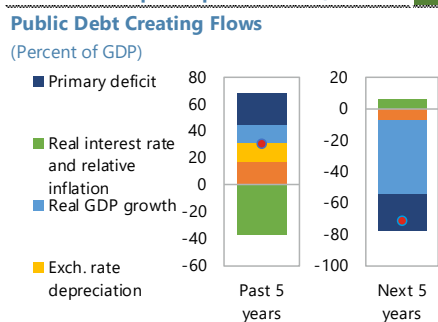 Public Debt Creating Flows
(Percent of GDP)
Primary deficit
Real interest rate
and relative
inflation
Real GDP growth
Exch. rate
depreciation
80
60
40
20
0
-20
-40
-60
Past 5
years
20
0
-20
-40
-60
-80
-100
Next 5
years